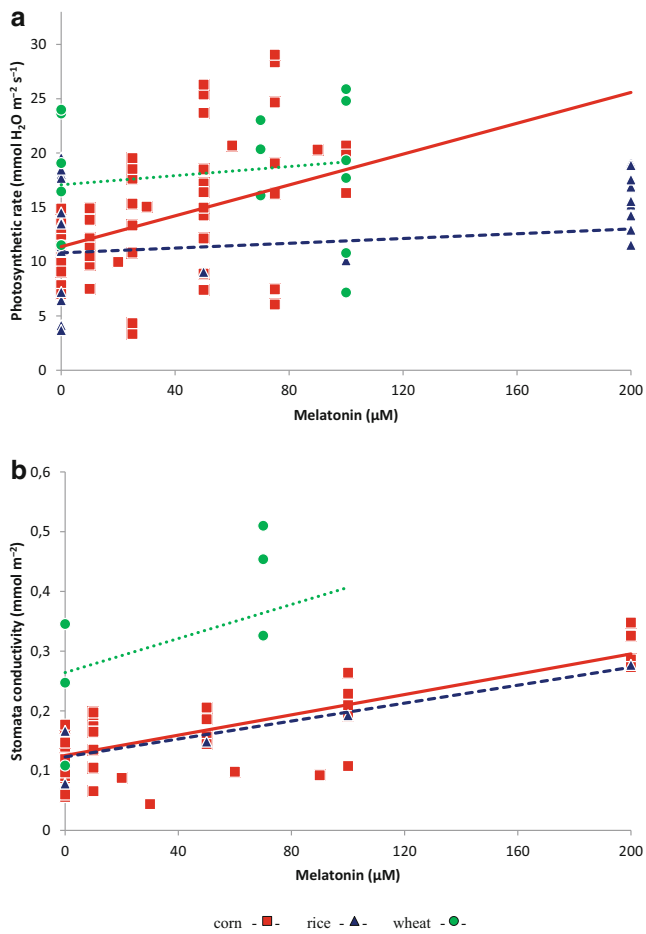 a
Photosynthetic rate (mmol H₂O m⁻² s⁻¹)
30
25
20
15
10
5
0
0 40 80 120 160 200
Melatonin (μM)
b
Stomata conductivity (mmol m⁻²)
0,6
0,5
0,4
0,3
0,2
0,1
0
0 40 80 120 160 200
Melatonin (μM)
corn - - rice - - wheat - -